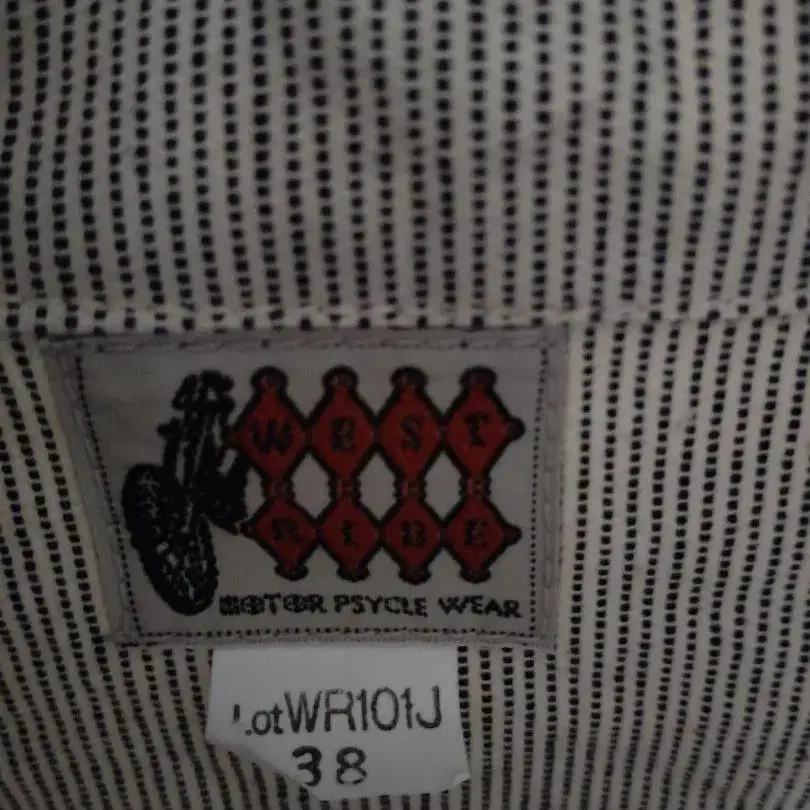 WEST
RIDE
MOTOR PSYCLE WEAR
LotWR101J
38